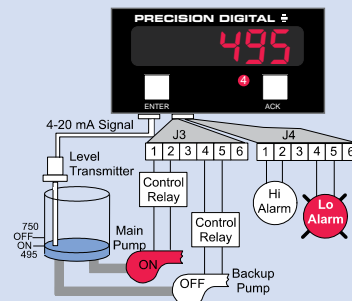 PRECISION DIGITAL
495
4
ENTER
ACK
4-20 mA Signal
J3
J4
1 2 3 4 5 6
1 2 3 4 5 6
Level
Transmitter
Control
Relay
Hi
Alarm
Lo
Alarm
Control
Relay
750
OFF
ON
495
Main
Pump
ON
OFF
Backup
Pump